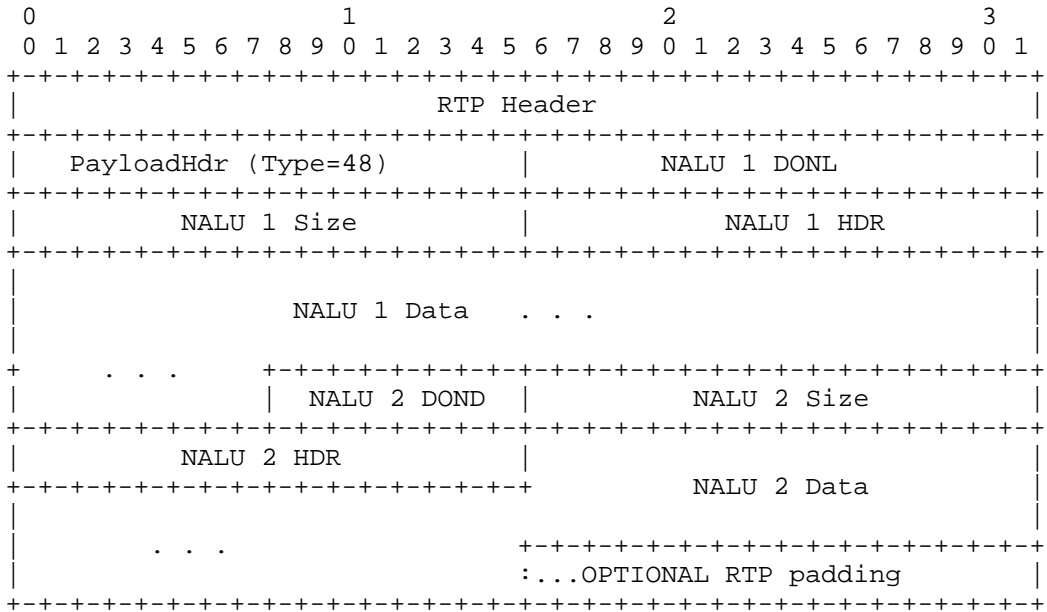 0                   1                   2                   3
 0 1 2 3 4 5 6 7 8 9 0 1 2 3 4 5 6 7 8 9 0 1 2 3 4 5 6 7 8 9 0 1
+-+-+-+-+-+-+-+-+-+-+-+-+-+-+-+-+-+-+-+-+-+-+-+-+-+-+-+-+-+-+-+-+
|                          RTP Header                           |
+-+-+-+-+-+-+-+-+-+-+-+-+-+-+-+-+-+-+-+-+-+-+-+-+-+-+-+-+-+-+-+-+
|   PayloadHdr (Type=48)        |        NALU 1 DONL            |
+-+-+-+-+-+-+-+-+-+-+-+-+-+-+-+-+-+-+-+-+-+-+-+-+-+-+-+-+-+-+-+-+
|          NALU 1 Size          |            NALU 1 HDR         |
+-+-+-+-+-+-+-+-+-+-+-+-+-+-+-+-+-+-+-+-+-+-+-+-+-+-+-+-+-+-+-+-+
|                                                               |
|                 NALU 1 Data   . . .                           |
|                                                               |
+     . . .     +-+-+-+-+-+-+-+-+-+-+-+-+-+-+-+-+-+-+-+-+-+-+-+-+
|               |  NALU 2 DOND  |          NALU 2 Size          |
+-+-+-+-+-+-+-+-+-+-+-+-+-+-+-+-+-+-+-+-+-+-+-+-+-+-+-+-+-+-+-+-+
|          NALU 2 HDR           |                               |
+-+-+-+-+-+-+-+-+-+-+-+-+-+-+-+-+          NALU 2 Data          |
|                                                               |
|        . . .                  +-+-+-+-+-+-+-+-+-+-+-+-+-+-+-+-+
|                               :...OPTIONAL RTP padding        |
+-+-+-+-+-+-+-+-+-+-+-+-+-+-+-+-+-+-+-+-+-+-+-+-+-+-+-+-+-+-+-+-+